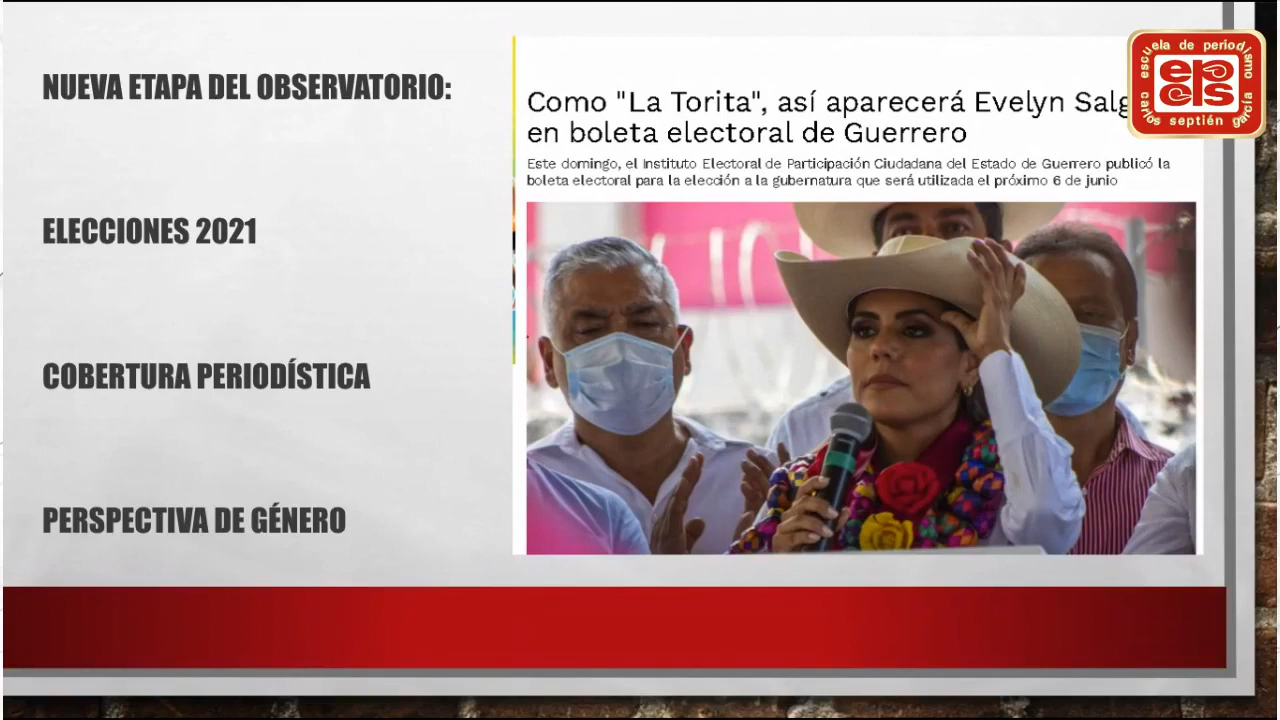 NUEVA ETAPA DEL OBSERVATORIO:
ELECCIONES 2021
COBERTURA PERIODÍSTICA
PERSPECTIVA DE GÉNERO
Como "La Torita", así aparecerá Evelyn Salg
en boleta electoral de Guerrero
Este domingo, el Instituto Electoral de Participación Ciudadana del Estado de Guerrero publicó la
boleta electoral para la elección a la gubernatura que será utilizada el próximo 6 de junio
escuela de periodismo
carlos septién garcía